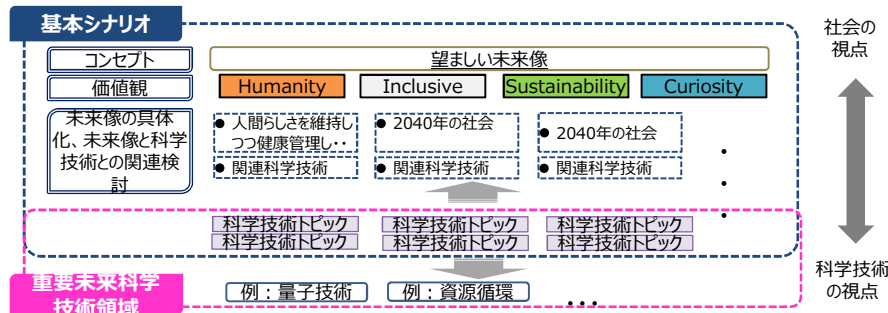 基本シナリオ
社会の
視点
コンセプト
望ましい未来像
価値観
Humanity
Inclusive
Sustainability
Curiosity
未来像の具体
化、未来像と科学
技術との関連検
討
● 人間らしさを維持し
つつ健康管理し・・
● 関連科学技術
● 2040年の社会
● 関連科学技術
● 2040年の社会
● 関連科学技術
・
・
・
科学技術トピック
科学技術トピック
科学技術トピック
科学技術トピック
科学技術トピック
科学技術トピック
科学技術
の視点
重要未来科学
技術領域
例：量子技術
例：資源循環
・・・